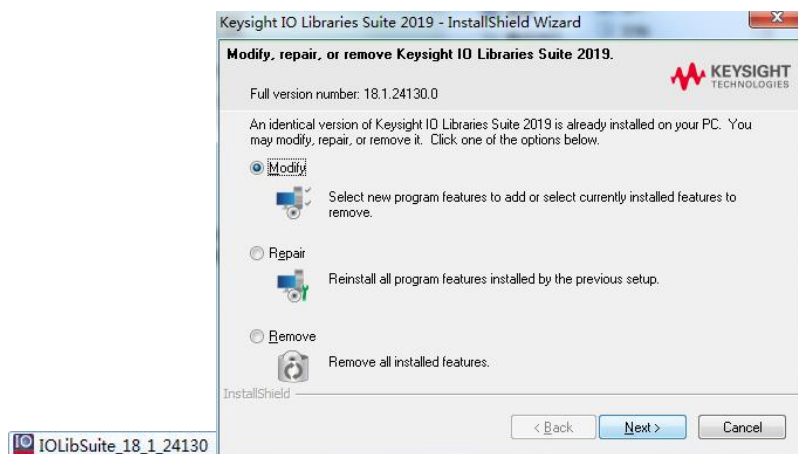 Keysight IO Libraries Suite 2019 - InstallShield Wizard
Modify, repair, or remove Keysight IO Libraries Suite 2019.
KEYSIGHT
TECHNOLOGIES
Full version number: 18.1.24130.0
An identical version of Keysight IO Libraries Suite 2019 is already installed on your PC. You
may modify, repair, or remove it. Click one of the options below.
Modify
Select new program features to add or select currently installed features to
remove.
Repair
Reinstall all program features installed by the previous setup.
Remove
Remove all installed features.
InstallShield
< Back Next > Cancel
IO IOLibSuite_18_1_24130